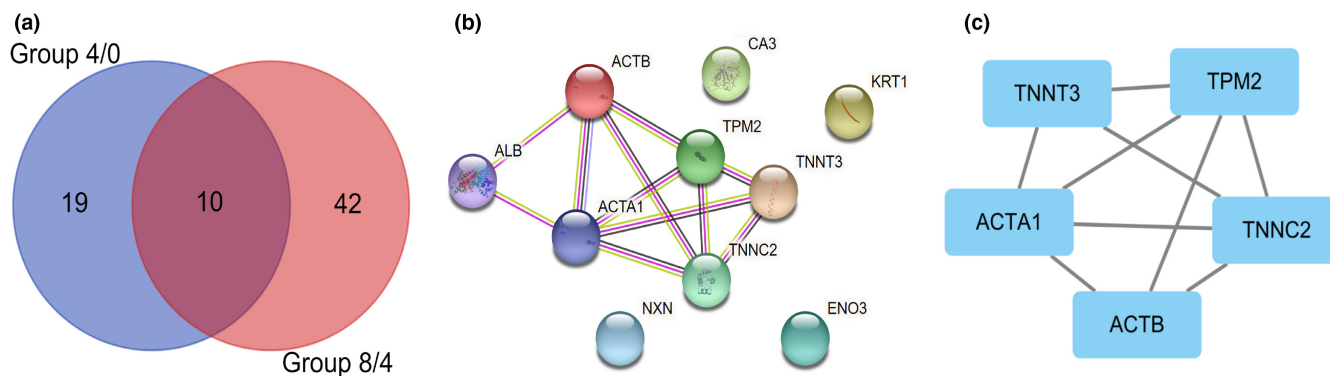 (a)
Group 4/0
19
10
42
Group 8/4
(b)
ACTB
CA3
KRT1
TPM2
ALB
TNNT3
ACTA1
TNNC2
NXN
ENO3
(c)
TNNT3
TPM2
ACTA1
TNNC2
ACTB